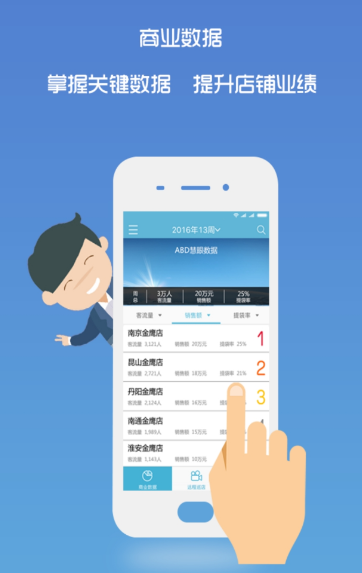 商业数据
掌握关键数据 提升店铺业绩
2016年13周
ABD慧眼数据
周总 3万人 客流量 20万元 销售额 25% 提袋率
客流量 销售额 提袋率
南京金鹰店 1
客流量 3,121人 销售额 20万元 提袋率 25%
昆山金鹰店 2
客流量 2,721人 销售额 18万元 提袋率 25%
丹阳金鹰店 3
客流量 2,124人 销售额 16万元 提袋率
南通金鹰店
客流量 1,985人 销售额 15万元
淮安金鹰店
客流量 1,143人 销售额 10万元
商业数据